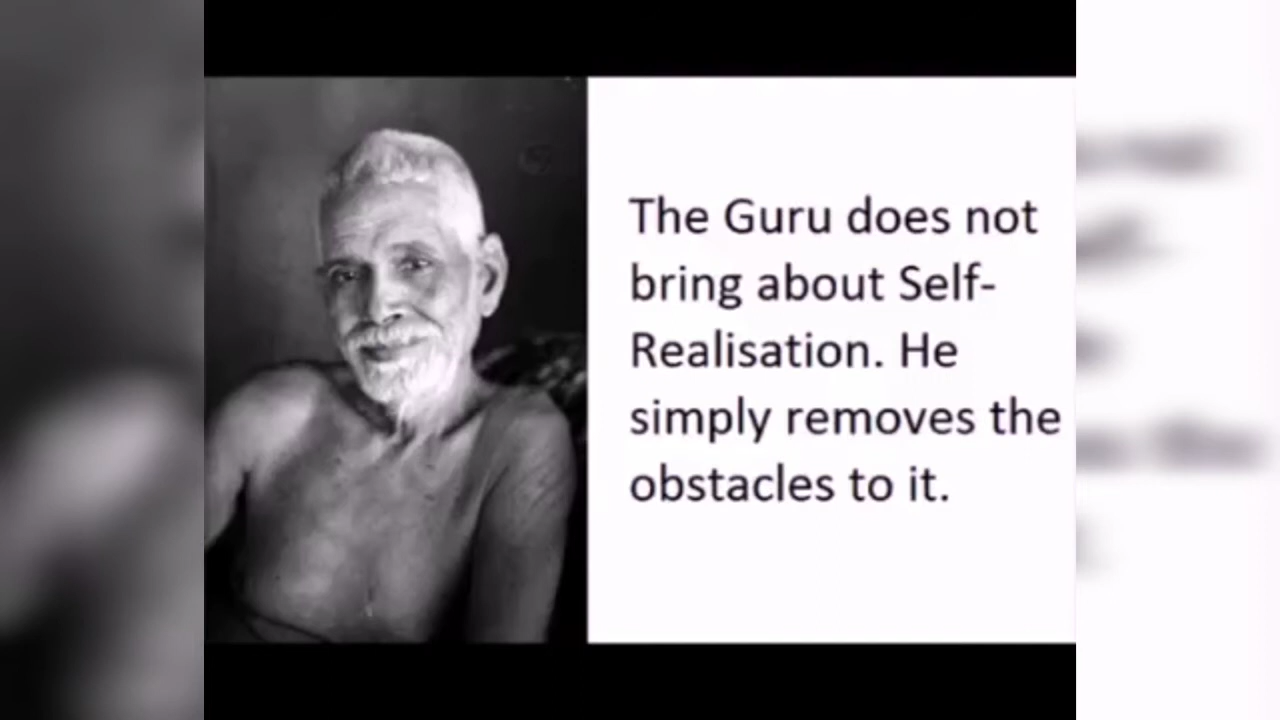 The Guru does not
bring about Self-
Realisation. He
simply removes the
obstacles to it.